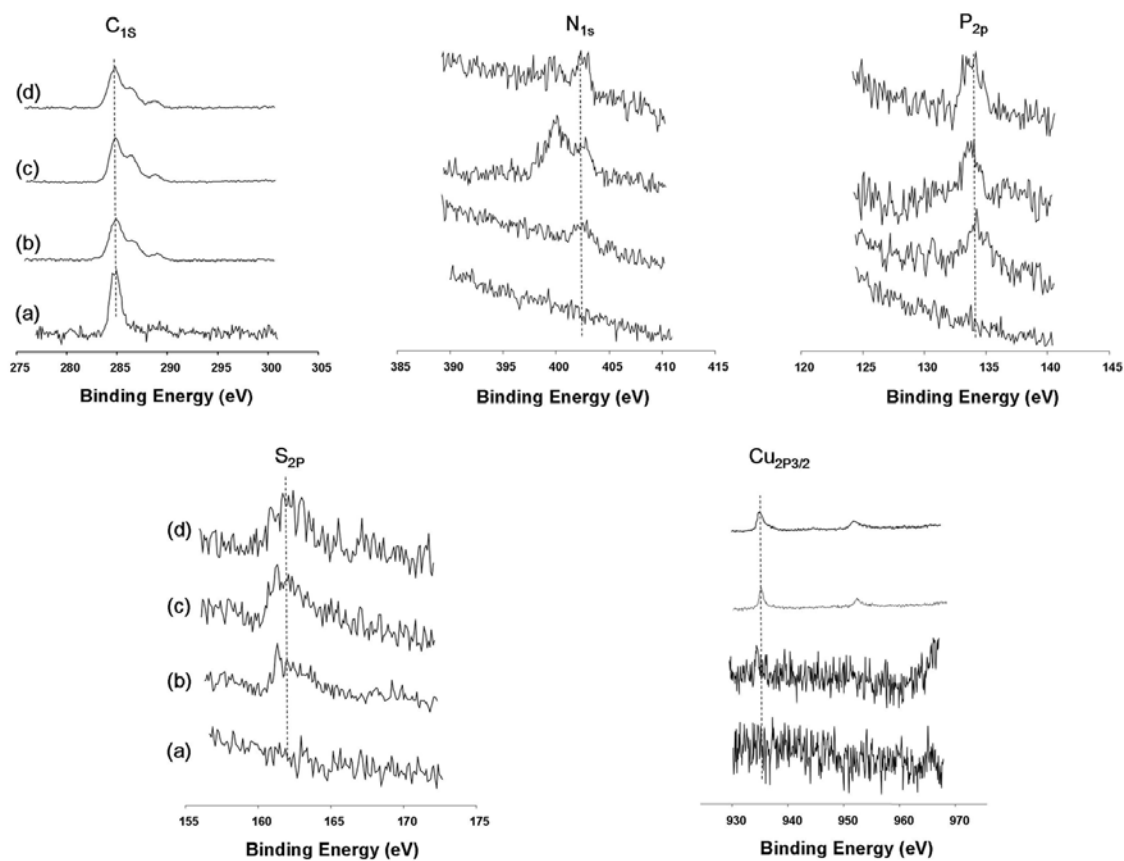 C1S
N1s
P2p
(d)
(c)
(b)
(a)
275 280 285 290 295 300 305
385 390 395 400 405 410 415
120 125 130 135 140 145
Binding Energy (eV)
Binding Energy (eV)
Binding Energy (eV)
S2P
Cu2P3/2
(d)
(c)
(b)
(a)
155 160 165 170 175
930 940 950 960 970
Binding Energy (eV)
Binding Energy (eV)